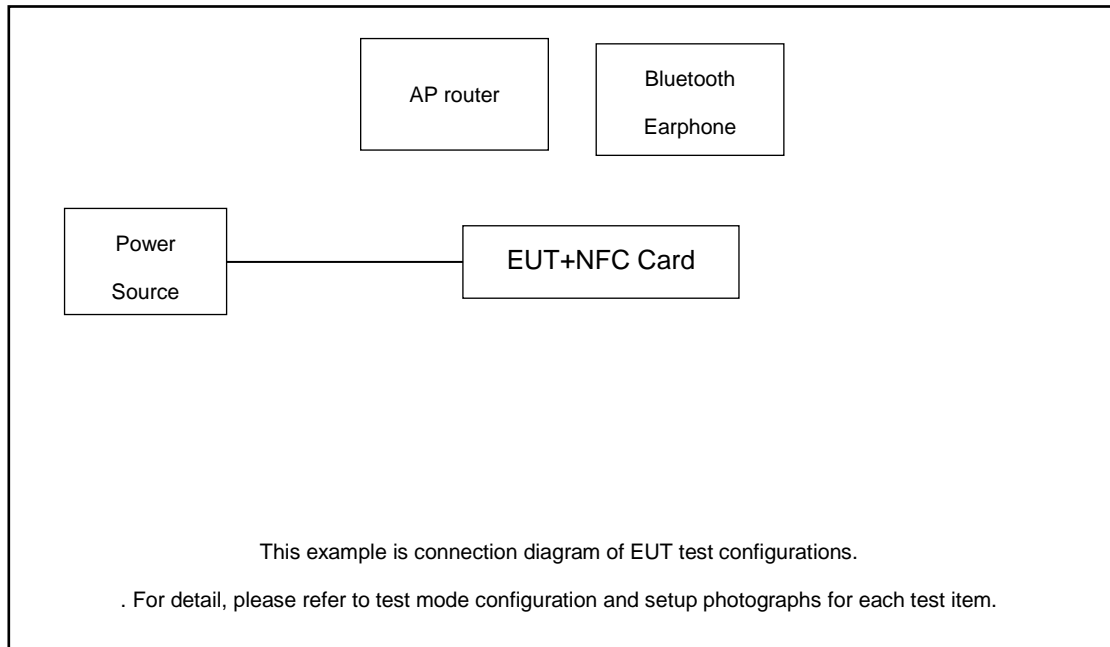 AP router
Bluetooth
Earphone
Power
Source
EUT+NFC Card
This example is connection diagram of EUT test configurations.
. For detail, please refer to test mode configuration and setup photographs for each test item.